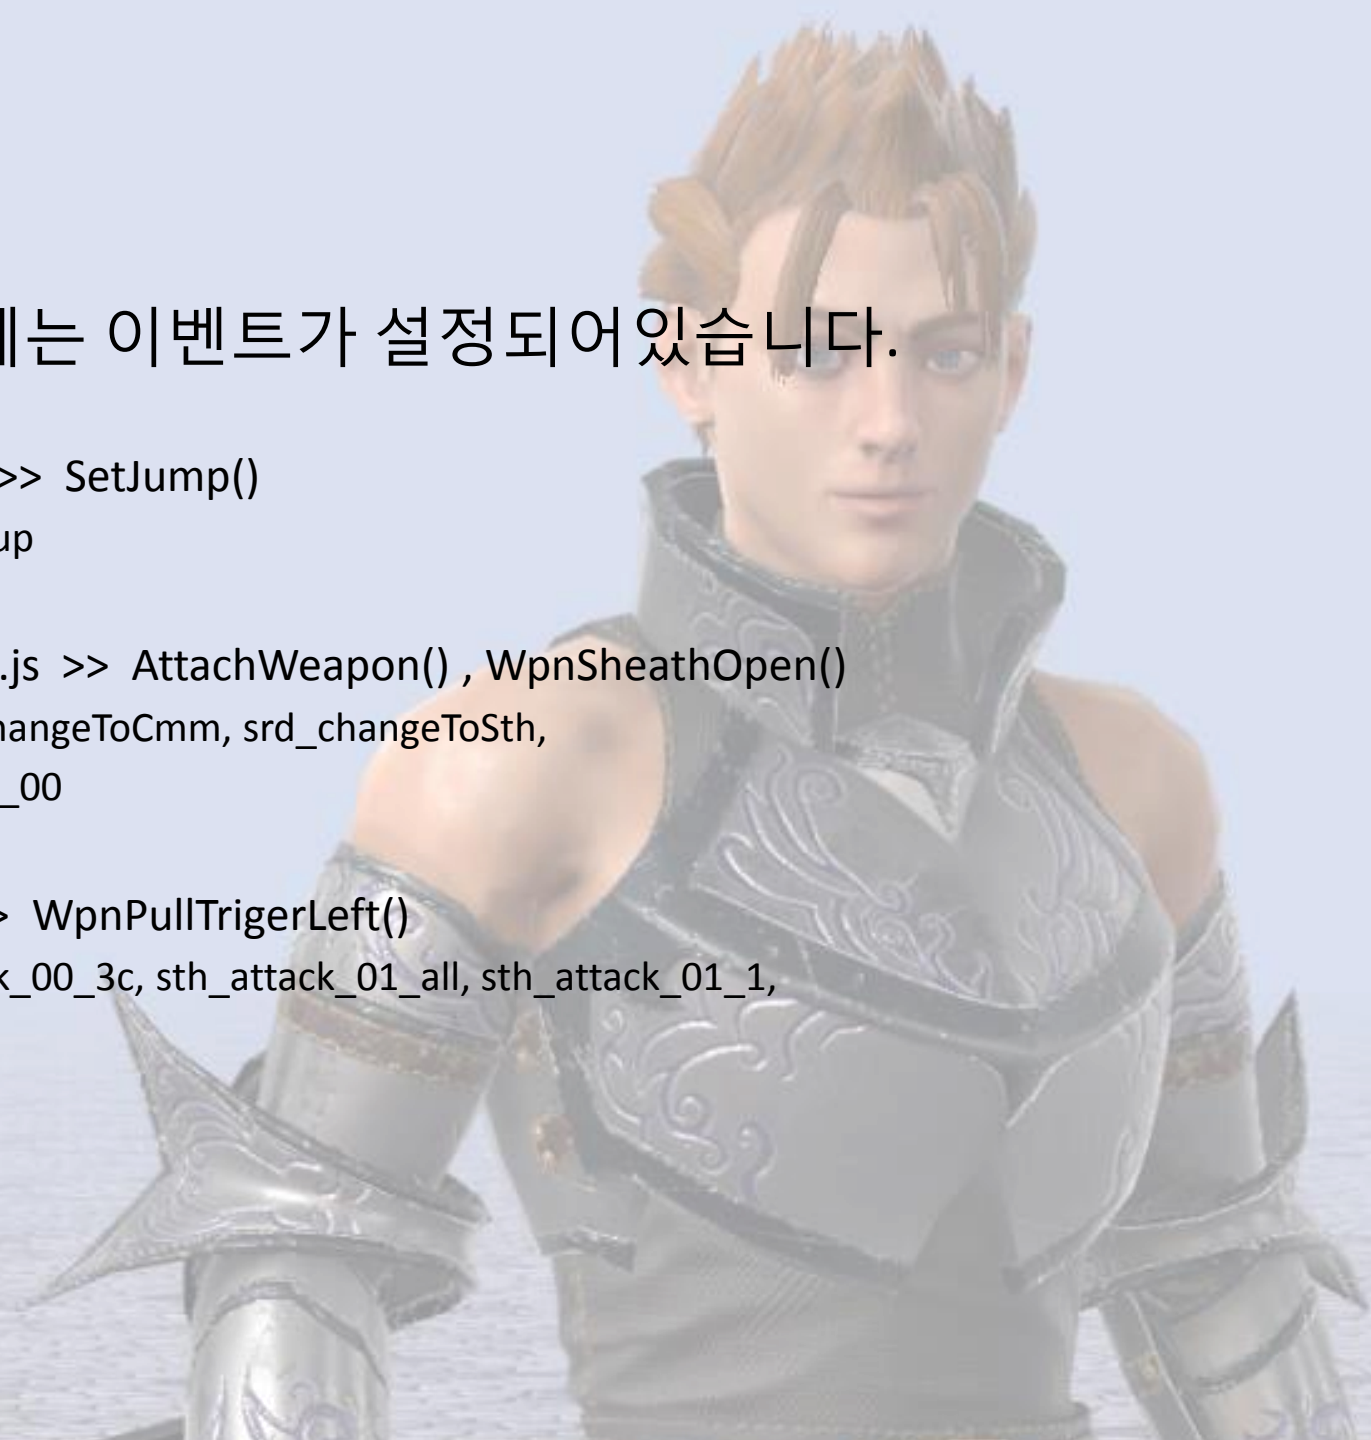 에는 이벤트가 설정되어있습니다.
>> SetJump()
up
.js >> AttachWeapon() , WpnSheathOpen()
hangeToCmm, srd_changeToSth,
_00
> WpnPullTrigerLeft()
k_00_3c, sth_attack_01_all, sth_attack_01_1,